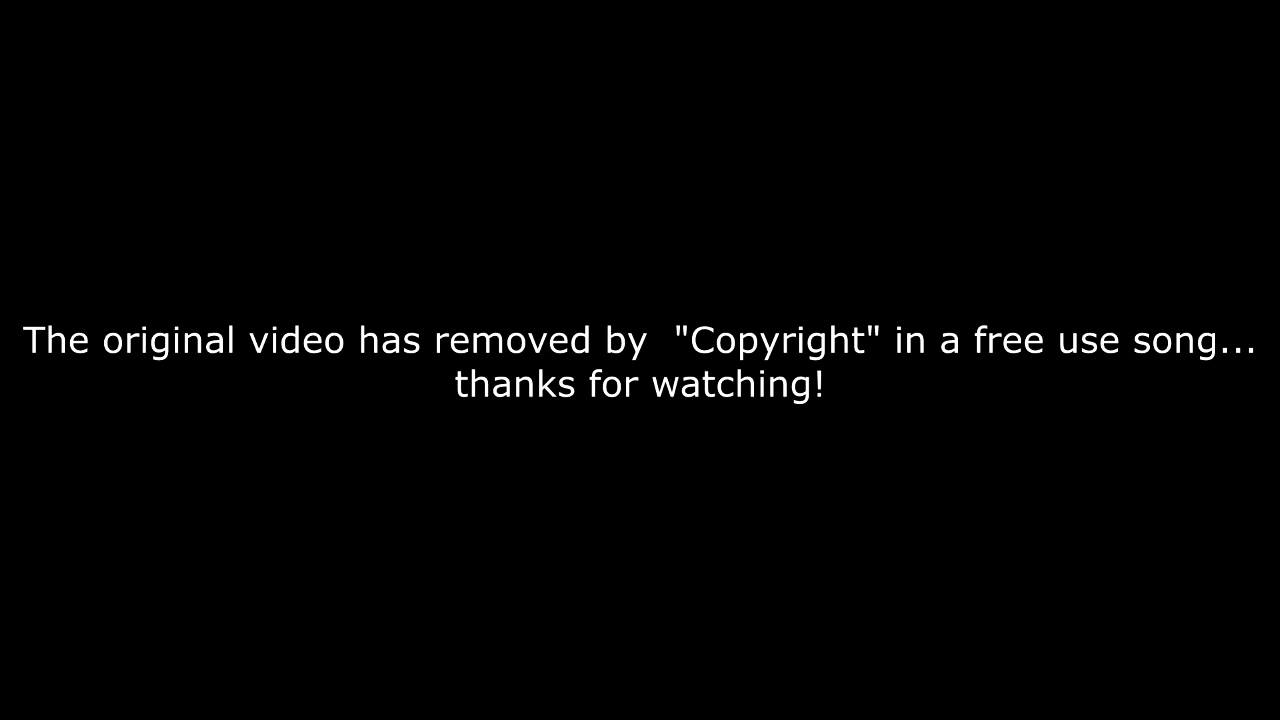 The original video has removed by  "Copyright" in a free use song...
thanks for watching!